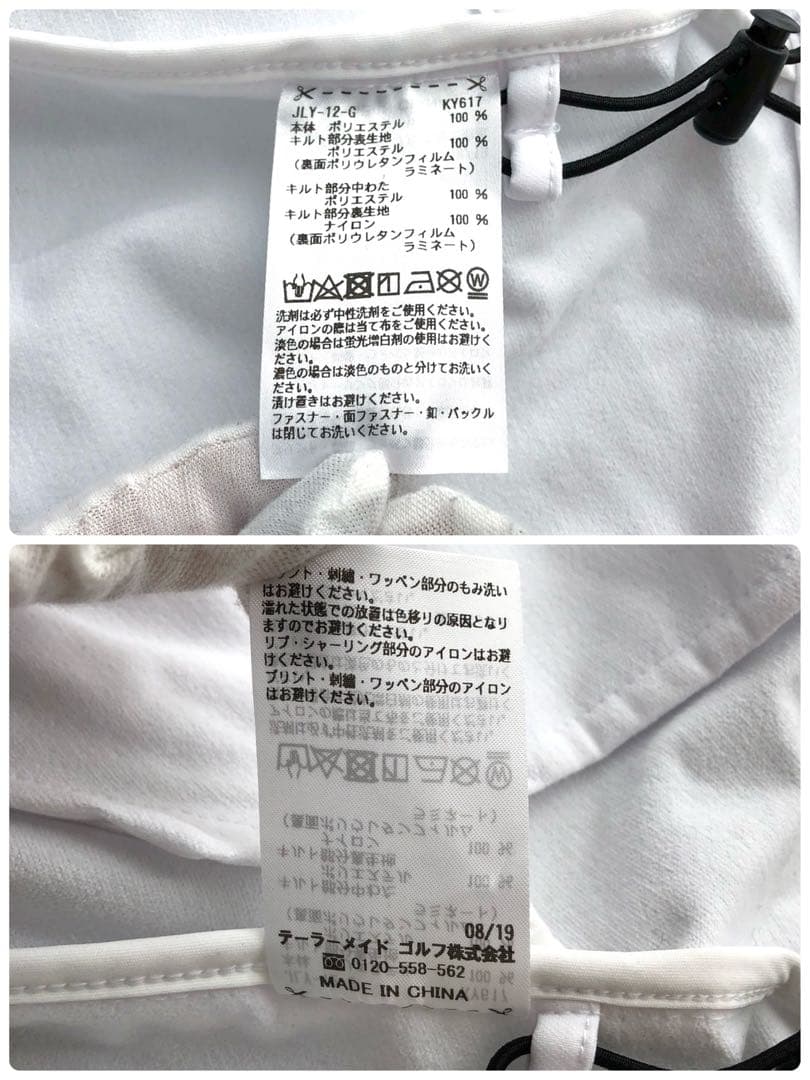 JLY-12-G KY617
本体 ポリエステル 100 %
キルト部分表生地
ポリエステル 100 %
(裏面ポリウレタンフィルム
ラミネート)
キルト部分中わた
ポリエステル 100 %
キルト部分裏生地
ナイロン 100 %
(裏面ポリウレタンフィルム
ラミネート)
洗剤は必ず中性洗剤をご使用ください。
アイロンの際は当て布をご使用ください。
淡色の場合は蛍光増白剤の使用はお避けく
ださい。
濃色の場合は淡色のものと分けてお洗いく
ださい。
漬け置きはお避けください。
ファスナー・面ファスナー・釦・バックル
は閉じてお洗いください。
プリント・刺繍・ワッペン部分のもみ洗い
はお避けください。
濡れた状態での放置は色移りの原因となり
ますのでお避けください。
リブ・シャーリング部分のアイロンはお避
けください。
プリント・刺繍・ワッペン部分のアイロン
はお避けください。
08/19
テーラーメイド ゴルフ株式会社
0120-558-562
MADE IN CHINA